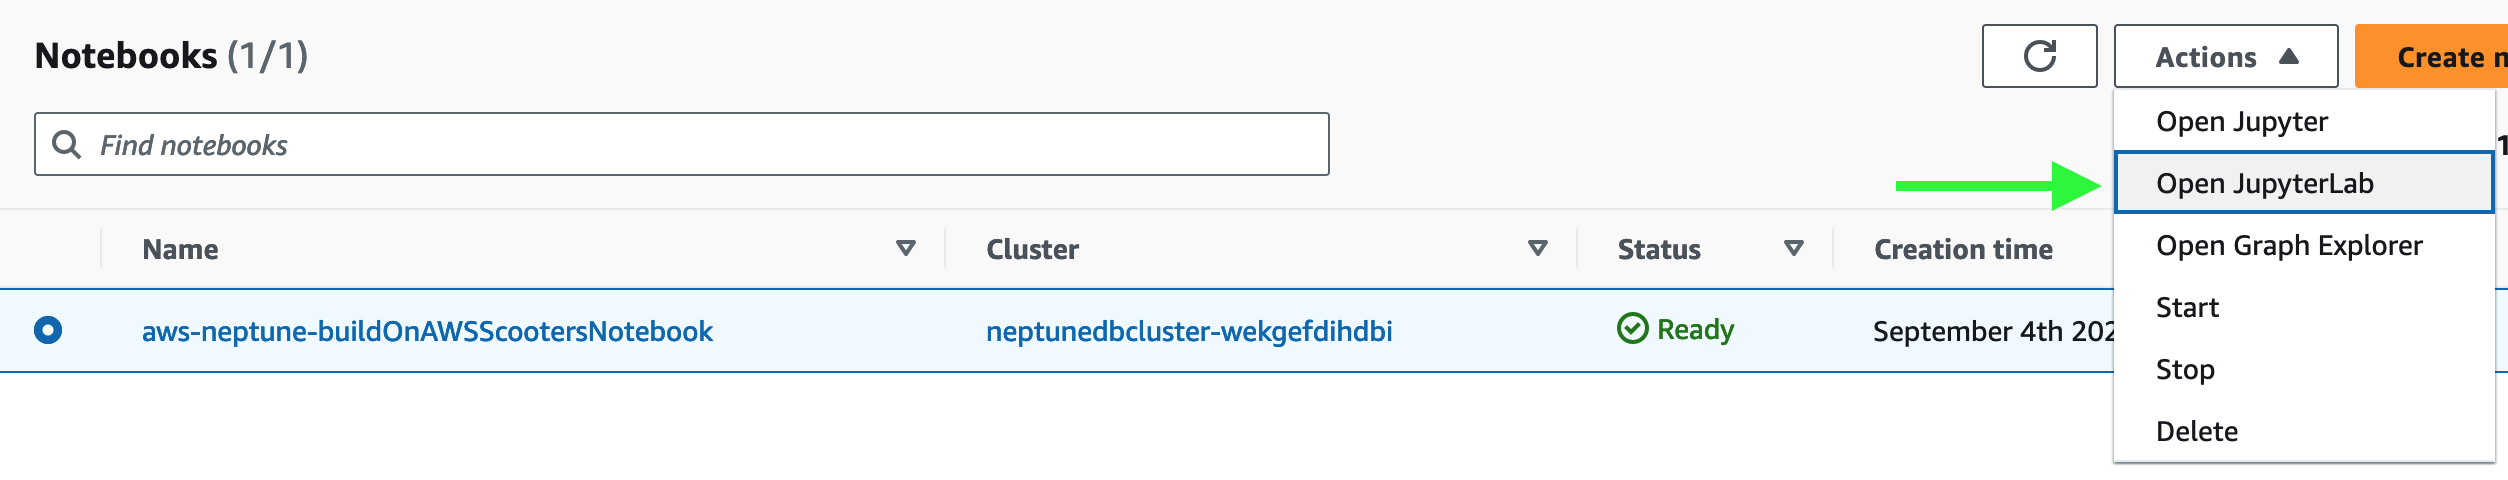 Notebooks (1/1)
Actions
Create
Find notebooks
Open Jupyter
1
Open JupyterLab
Open Graph Explorer
Start
Stop
Delete
Name
Cluster
Status
Creation time
aws-neptune-buildOnAWSScootersNotebook
neptunedbcluster-wekgefdihdbi
Ready
September 4th 202